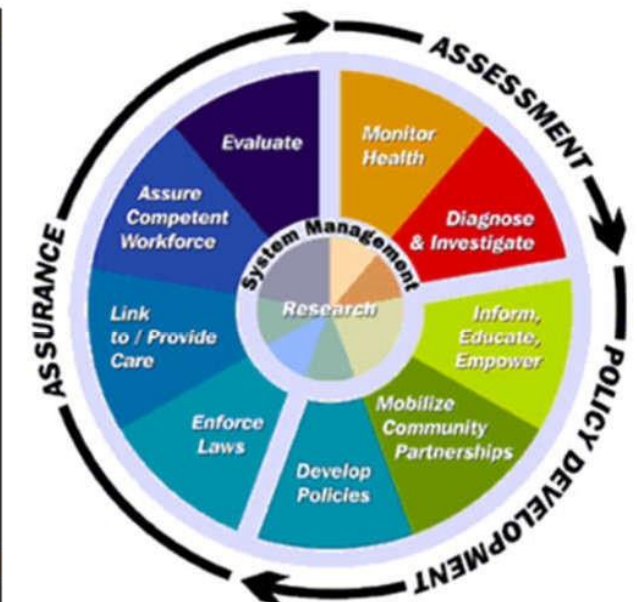 ASSESSMENT
Monitor
Health
Diagnose
& Investigate
POLICY DEVELOPMENT
Inform,
Educate,
Empower
Mobilize
Community
Partnerships
Develop
Policies
ASSURANCE
Enforce
Laws
Link
to / Provide
Care
Assure
Competent
Workforce
Evaluate
System Management
Research